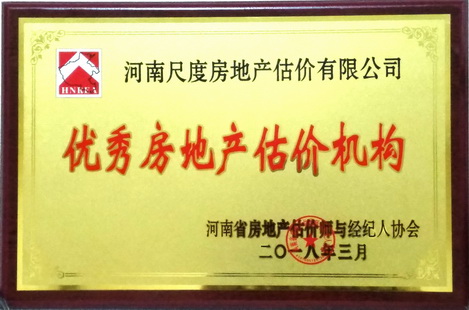 HNREA
河南尺度房地产估价有限公司
优秀房地产估价机构
河南省房地产估价师与经纪人协会
二〇一八年三月